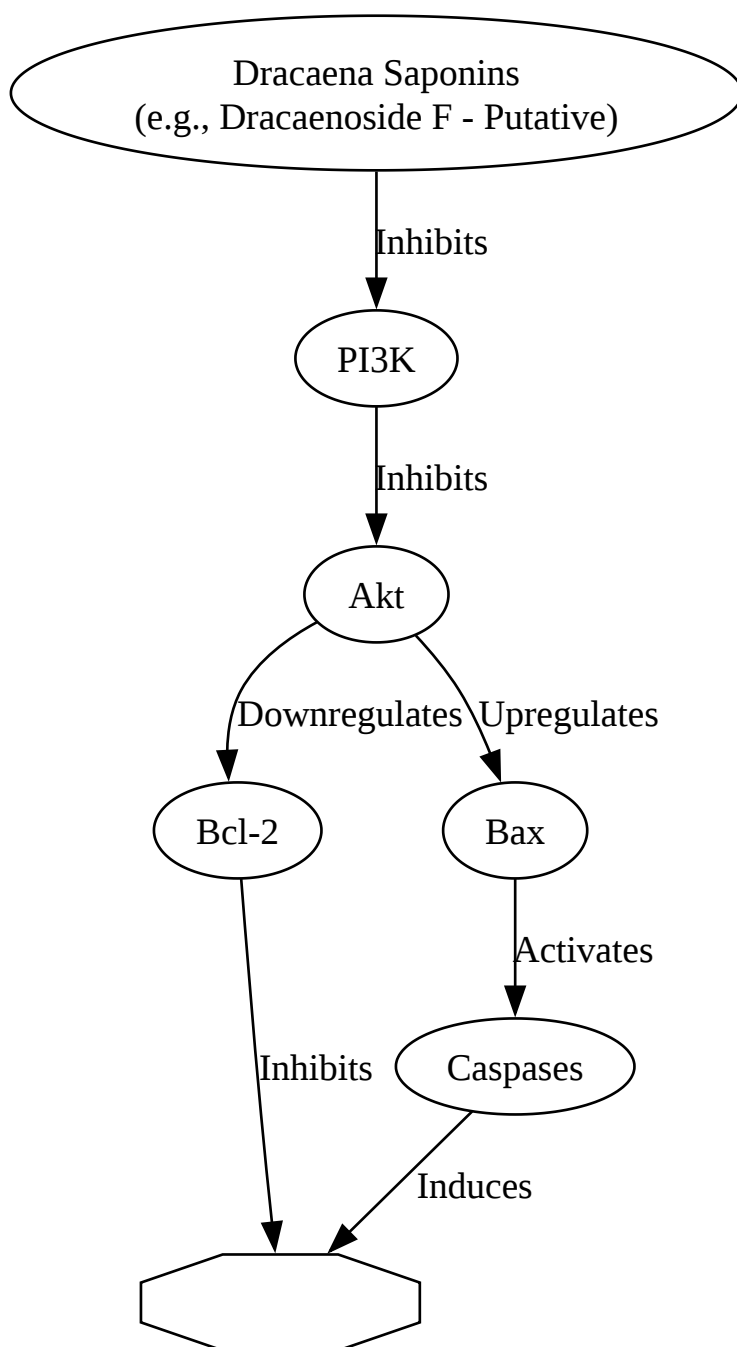 Dracaena Saponins
(e.g., Dracaenoside F - Putative)
Inhibits
PI3K
Inhibits
Akt
Downregulates
Upregulates
Bcl-2
Bax
Activates
Caspases
Inhibits
Induces